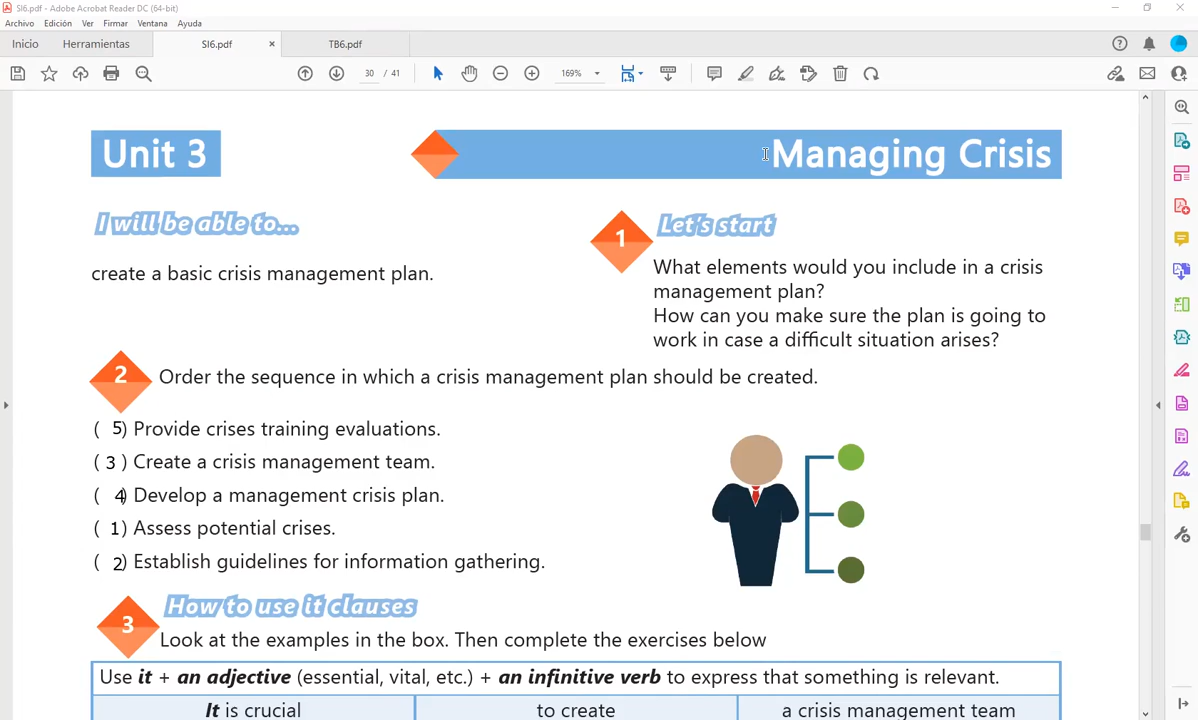 SI6.pdf - Adobe Acrobat Reader DC (64-bit)
Archivo Edición Ver Firmar Ventana Ayuda
Inicio Herramientas SI6.pdf × TB6.pdf
30 / 41 169%
Unit 3
Managing Crisis
I will be able to...
create a basic crisis management plan.
1 Let's start
What elements would you include in a crisis
management plan?
How can you make sure the plan is going to
work in case a difficult situation arises?
2 Order the sequence in which a crisis management plan should be created.
( 5) Provide crises training evaluations.
( 3 ) Create a crisis management team.
( 4) Develop a management crisis plan.
( 1) Assess potential crises.
( 2) Establish guidelines for information gathering.
3 How to use it clauses
Look at the examples in the box. Then complete the exercises below
Use it + an adjective (essential, vital, etc.) + an infinitive verb to express that something is relevant.
It is crucial to create a crisis management team